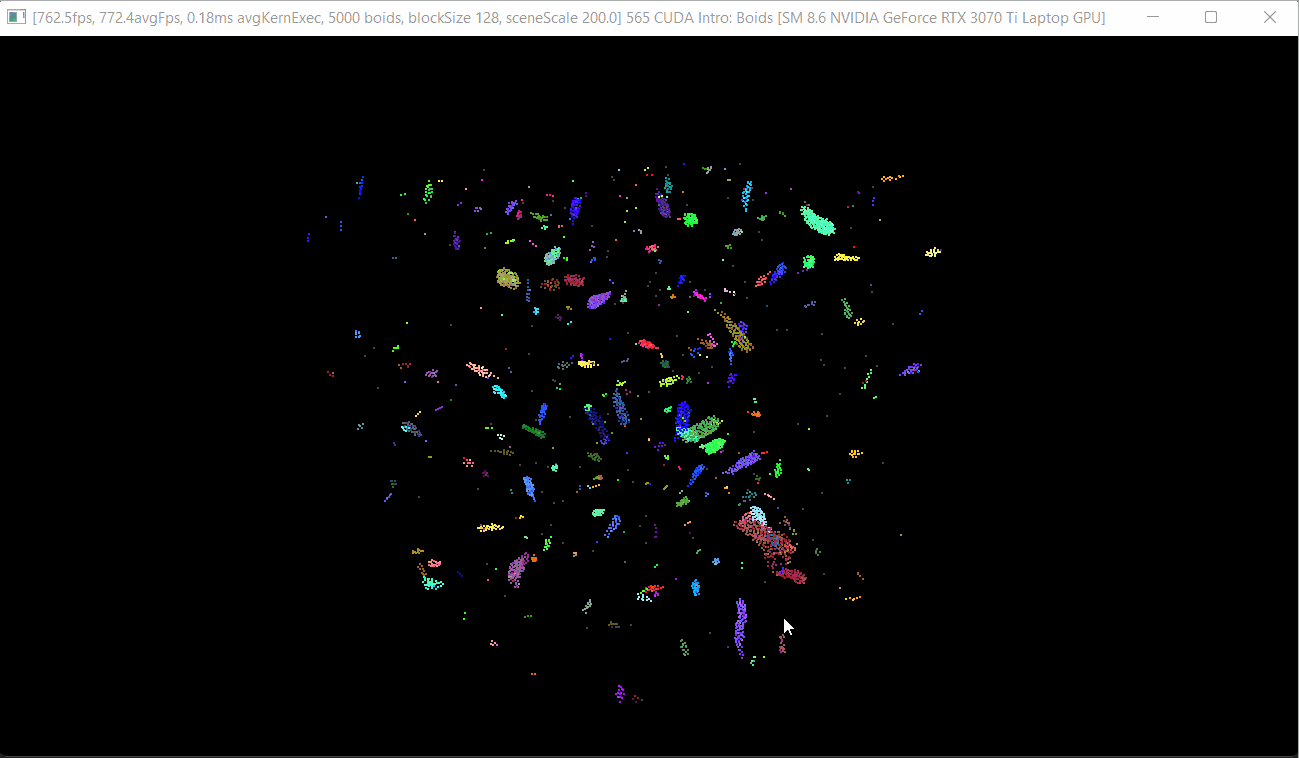 [762.5fps, 772.4avgFps, 0.18ms avgKernExec, 5000 boids, blockSize 128, sceneScale 200.0] 565 CUDA Intro: Boids [SM 8.6 NVIDIA GeForce RTX 3070 Ti Laptop GPU]